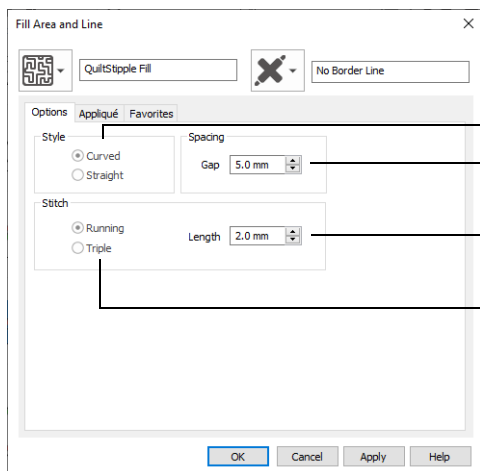 Fill Area and Line
QuiltStipple Fill
No Border Line
Options Appliqué Favorites
Style
Curved
Straight
Spacing
Gap 5.0 mm
Stitch
Running
Triple
Length 2.0 mm
OK Cancel Apply Help